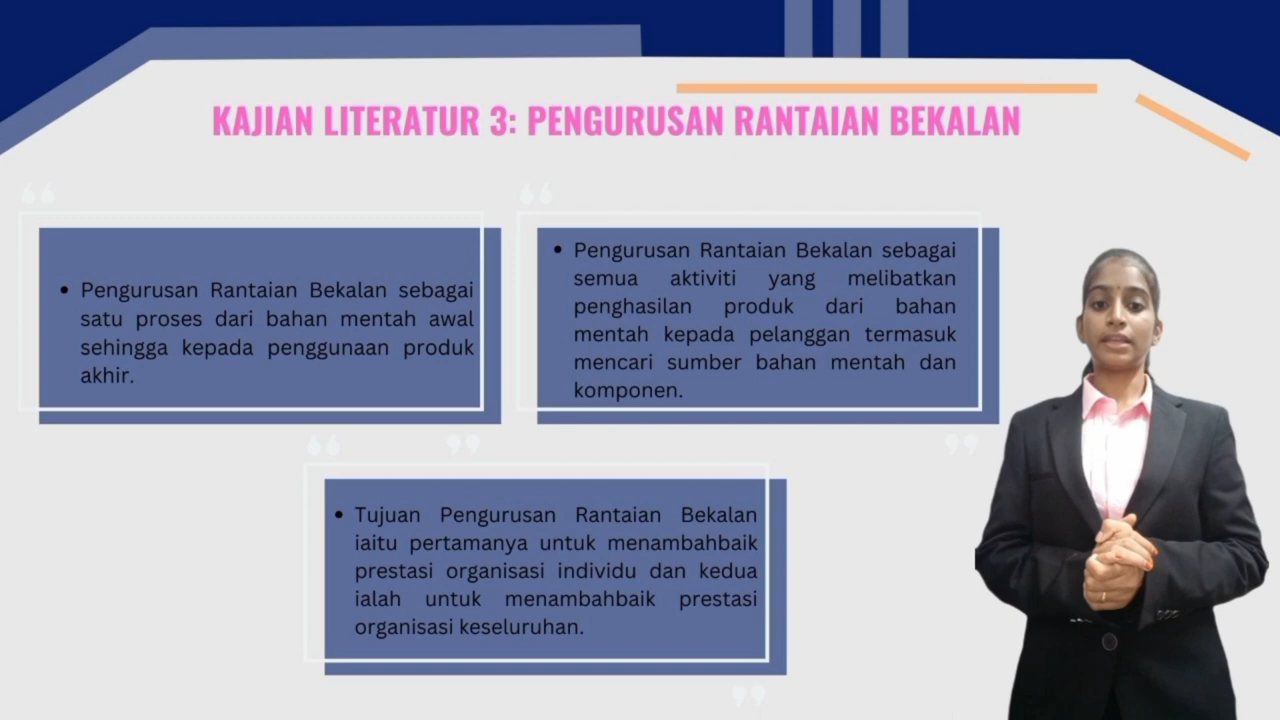 KAJIAN LITERATUR 3: PENGURUSAN RANTAIAN BEKALAN
• Pengurusan Rantaian Bekalan sebagai
satu proses dari bahan mentah awal
sehingga kepada penggunaan produk
akhir.
• Pengurusan Rantaian Bekalan sebagai
semua aktiviti yang melibatkan
penghasilan produk dari bahan
mentah kepada pelanggan termasuk
mencari sumber bahan mentah dan
komponen.
• Tujuan Pengurusan Rantaian Bekalan
iaitu pertamanya untuk menambahbaik
prestasi organisasi individu dan kedua
ialah untuk menambahbaik prestasi
organisasi keseluruhan.